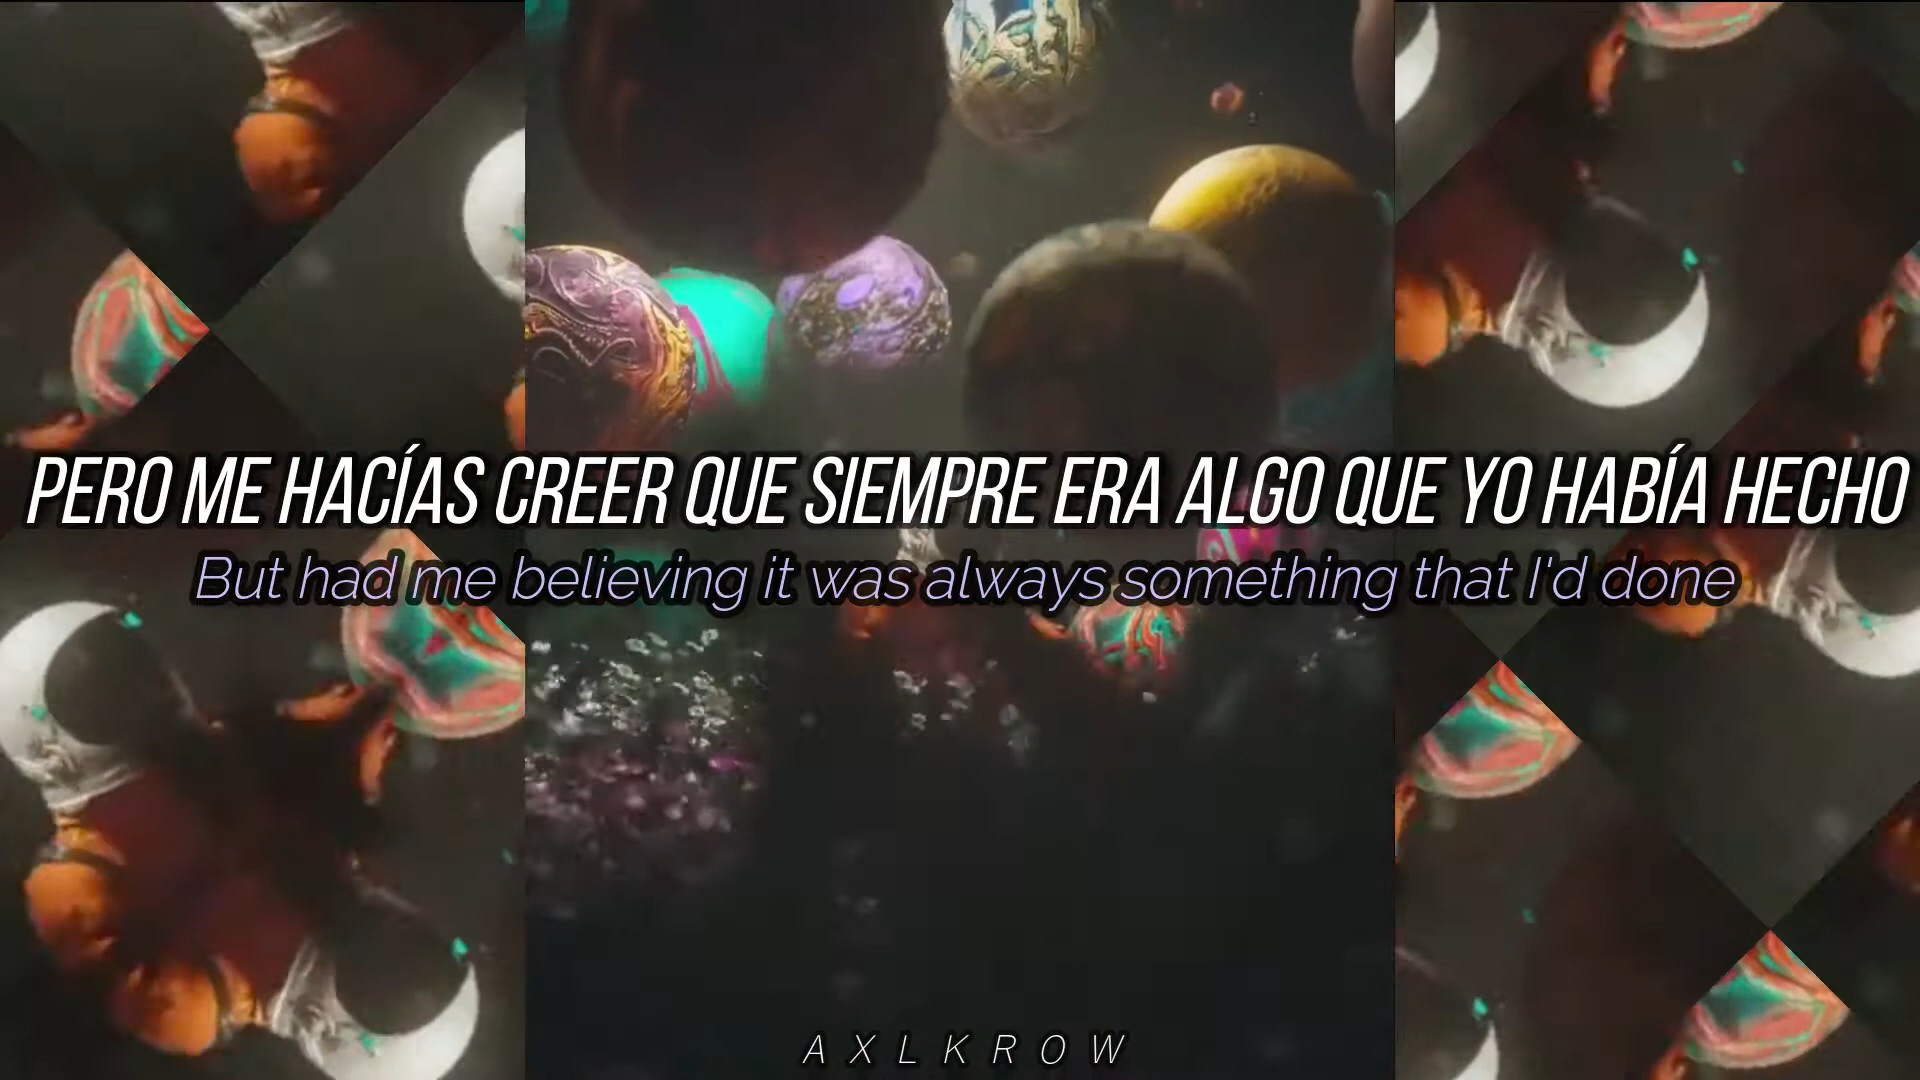 PERO ME HACÍAS CREER QUE SIEMPRE ERA ALGO QUE YO HABÍA HECHO
But had me believing it was always something that I'd done
AXLKROW